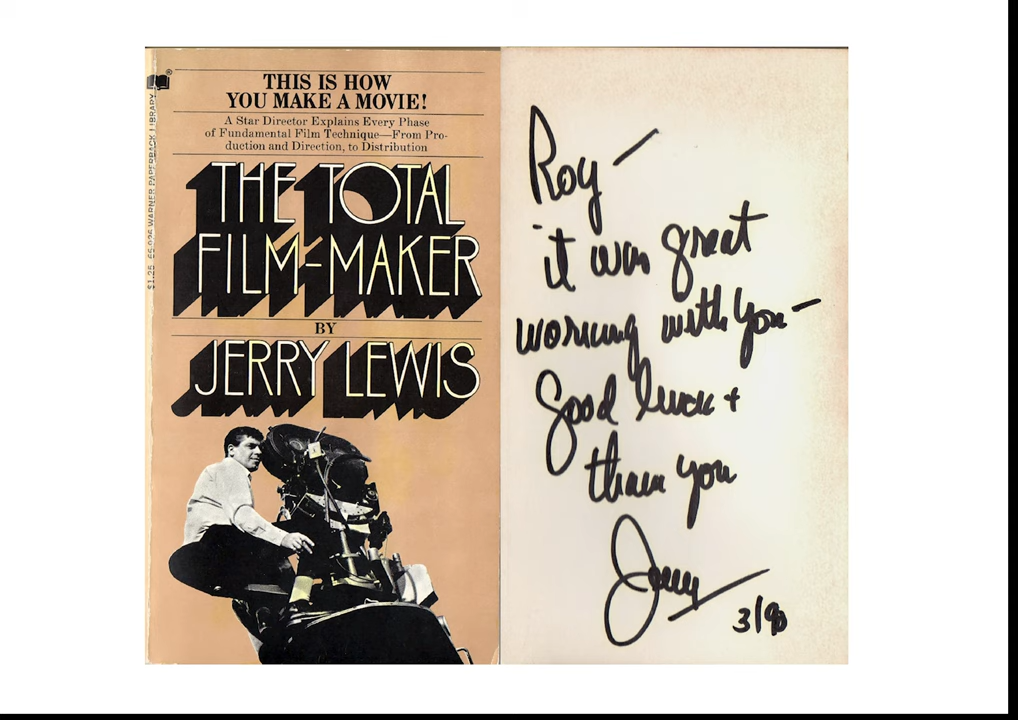 THIS IS HOW
YOU MAKE A MOVIE!
A Star Director Explains Every Phase
of Fundamental Film Technique—From Pro-
duction and Direction, to Distribution
THE TOTAL
FILM-MAKER
BY
JERRY LEWIS
$1.25 WARNER PAPERBACK LIBRARY
Roy —
it was great
working with you —
Good luck +
thank you
Jerry
3/90